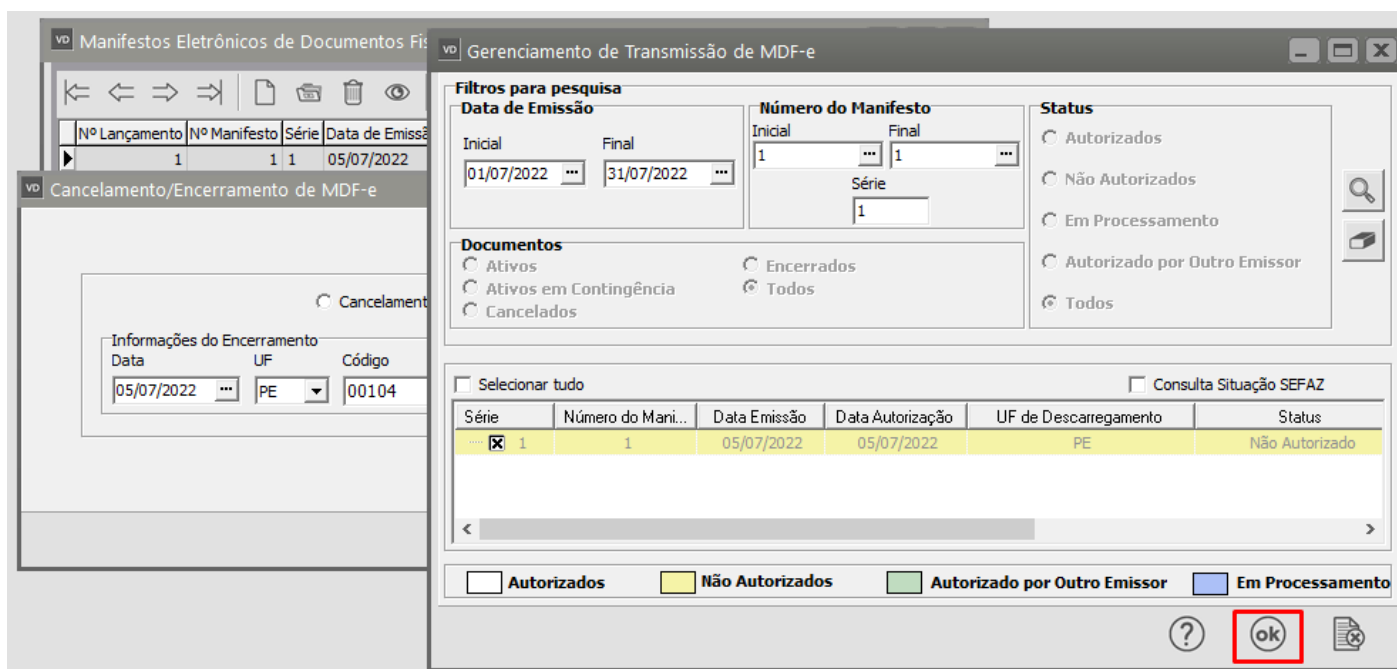 VD Manifestos Eletrônicos de Documentos Fis
Nº Lançamento Nº Manifesto Série Data de Emissã
1 1 1 05/07/2022
VD Cancelamento/Encerramento de MDF-e
Cancelament
Informações do Encerramento
Data UF Código
05/07/2022 ... PE 00104
VD Gerenciamento de Transmissão de MDF-e
Filtros para pesquisa
Data de Emissão
Inicial Final
01/07/2022 ... 31/07/2022 ...
Número do Manifesto
Inicial Final
1 ... 1 ...
Série
1
Status
Autorizados
Não Autorizados
Em Processamento
Autorizado por Outro Emissor
Todos
Documentos
Ativos Encerrados
Ativos em Contingência Todos
Cancelados
Selecionar tudo Consulta Situação SEFAZ
Série Número do Mani... Data Emissão Data Autorização UF de Descarregamento Status
1 1 05/07/2022 05/07/2022 PE Não Autorizado
Autorizados Não Autorizados Autorizado por Outro Emissor Em Processamento
? ok